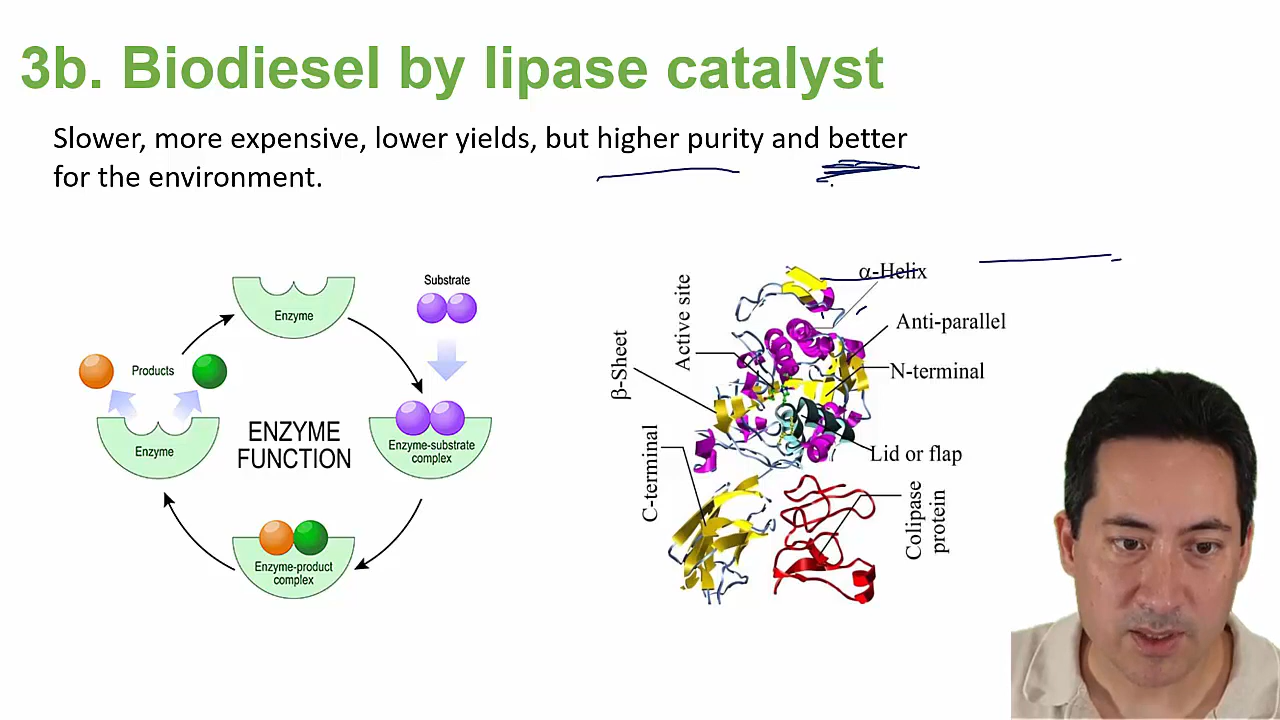 3b. Biodiesel by lipase catalyst
Slower, more expensive, lower yields, but higher purity and better
for the environment.
Enzyme
Substrate
Products
Enzyme
ENZYME
FUNCTION
Enzyme-substrate
complex
Enzyme-product
complex
α-Helix
Active site
Anti-parallel
β-Sheet
N-terminal
C-terminal
Lid or flap
Colipase
protein